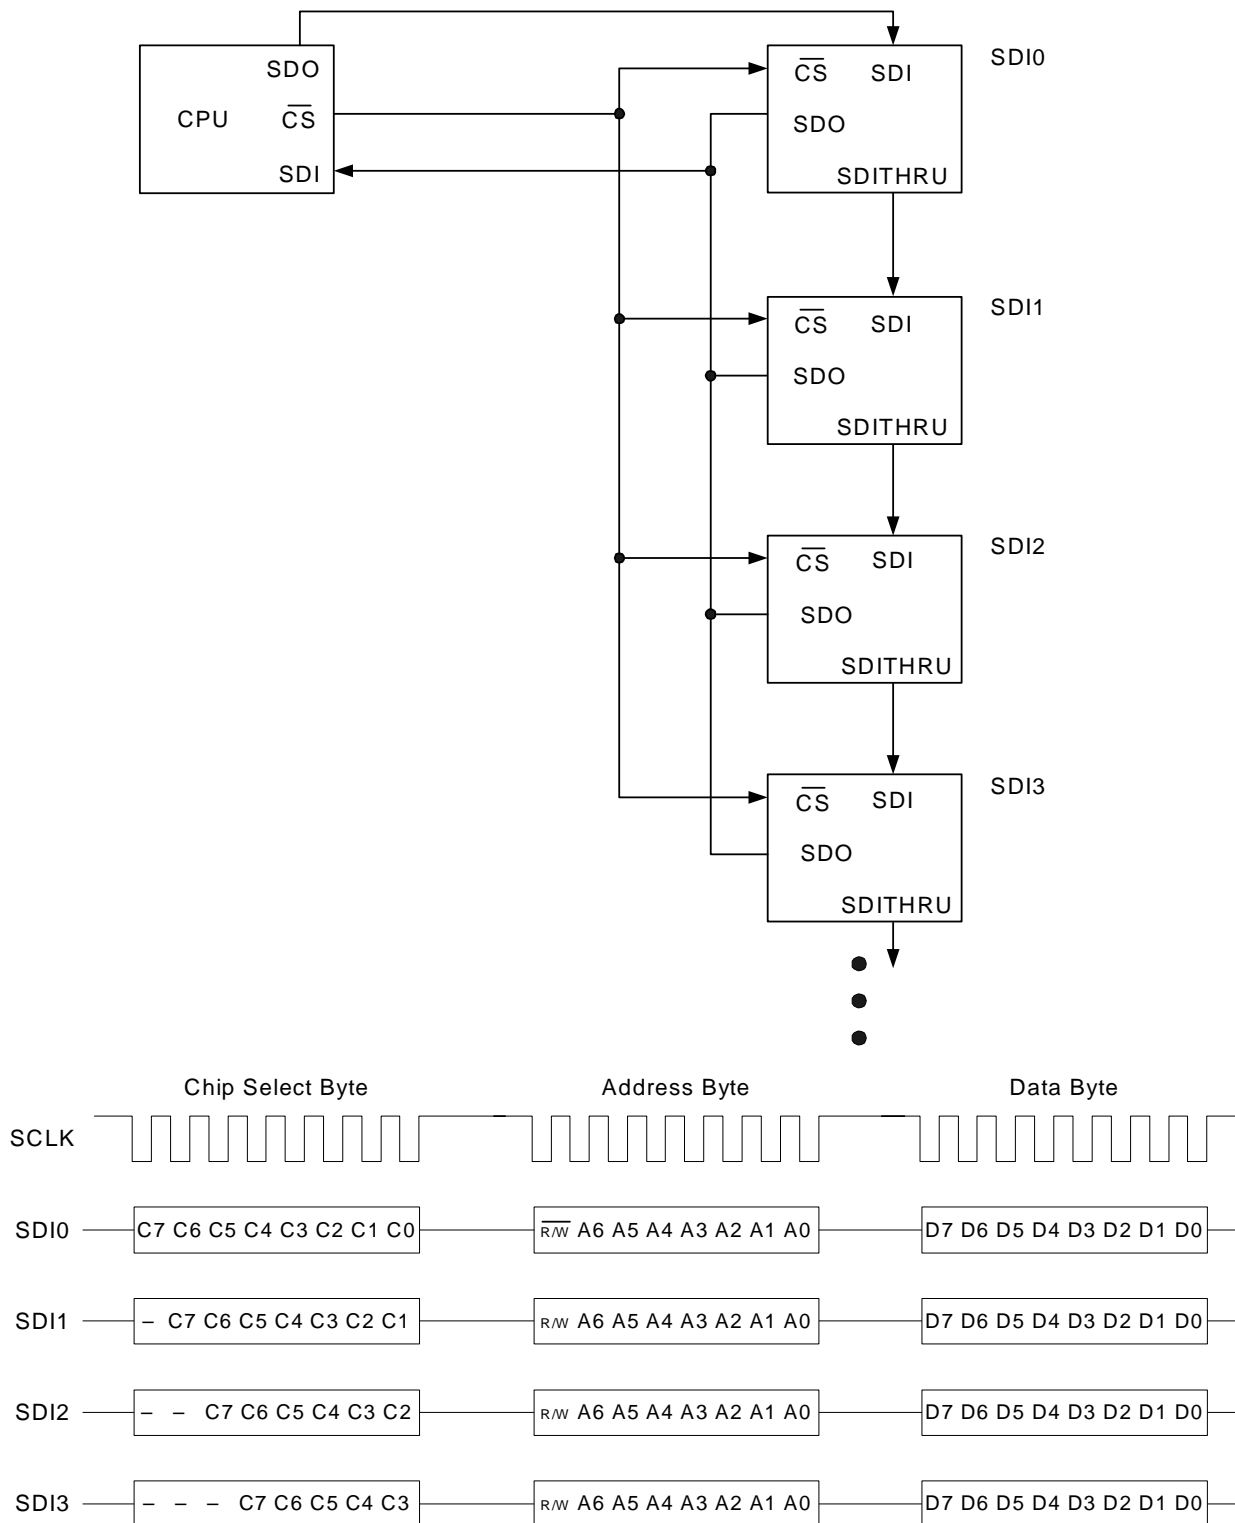 SDO
CPU
CS
SDI
CS SDI
SDO
SDITHRU
SDI0
CS SDI
SDO
SDITHRU
SDI1
CS SDI
SDO
SDITHRU
SDI2
CS SDI
SDO
SDITHRU
SDI3
Chip Select Byte Address Byte Data Byte
SCLK
SDI0 C7 C6 C5 C4 C3 C2 C1 C0 R/W A6 A5 A4 A3 A2 A1 A0 D7 D6 D5 D4 D3 D2 D1 D0
SDI1 – C7 C6 C5 C4 C3 C2 C1 R/W A6 A5 A4 A3 A2 A1 A0 D7 D6 D5 D4 D3 D2 D1 D0
SDI2 – – C7 C6 C5 C4 C3 C2 R/W A6 A5 A4 A3 A2 A1 A0 D7 D6 D5 D4 D3 D2 D1 D0
SDI3 – – – C7 C6 C5 C4 C3 R/W A6 A5 A4 A3 A2 A1 A0 D7 D6 D5 D4 D3 D2 D1 D0